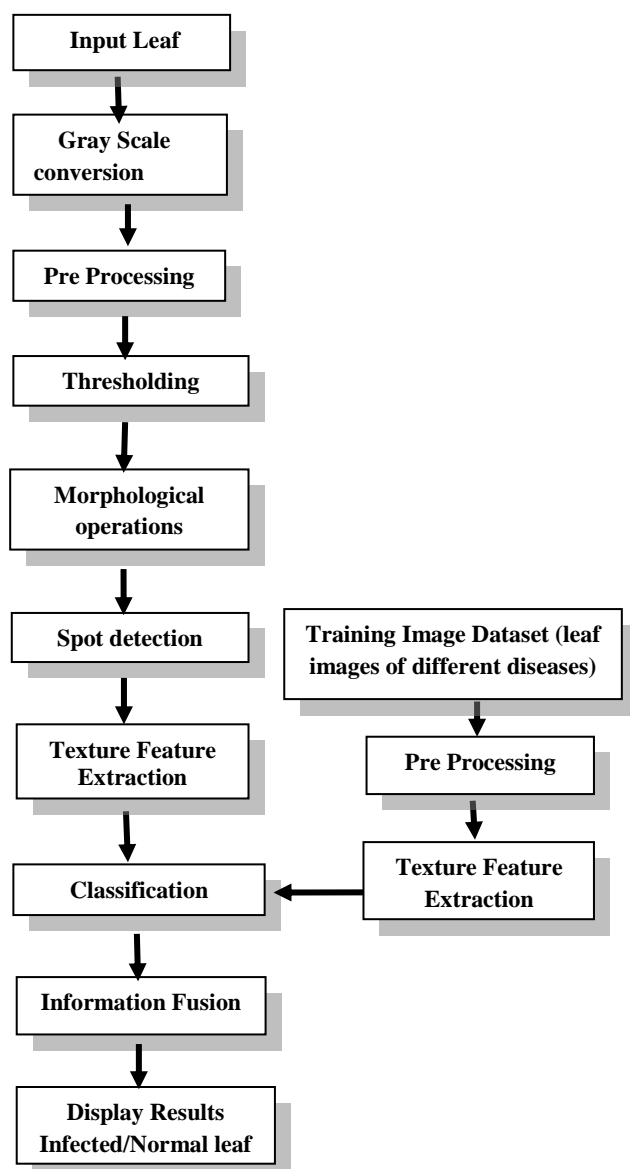 Input Leaf
Gray Scale
conversion
Pre Processing
Thresholding
Morphological
operations
Spot detection
Texture Feature
Extraction
Training Image Dataset (leaf
images of different diseases)
Pre Processing
Texture Feature
Extraction
Classification
Information Fusion
Display Results
Infected/Normal leaf